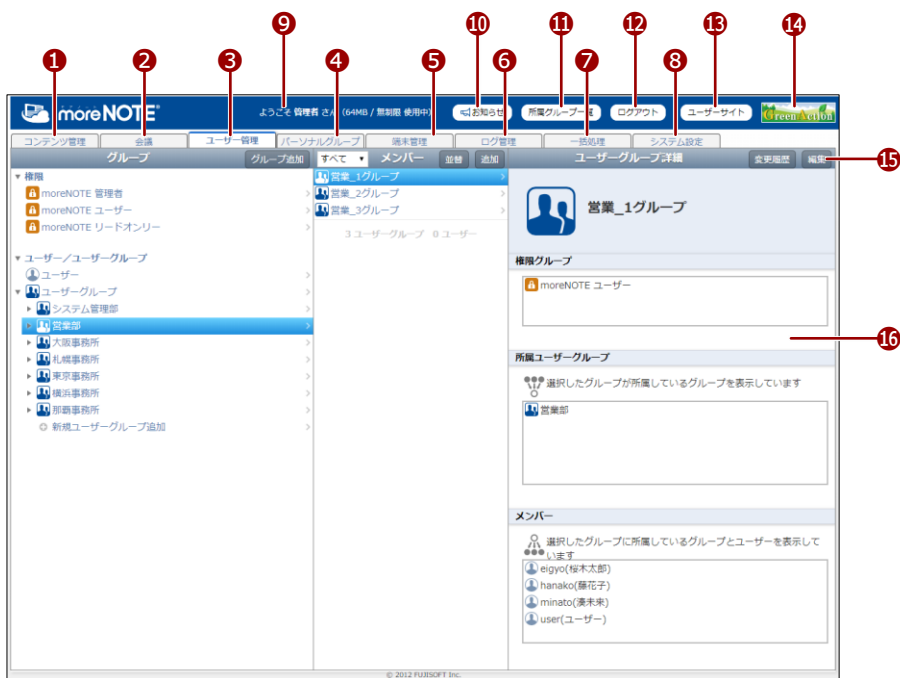 9 10 11 12 13 14
1 2 3 4 5 6 7 8
moreNOTE ようこそ 管理者 さん (64MB / 無制限 使用中) お知らせ 所属グループ一覧 ログアウト ユーザーサイト Green Action
コンテンツ管理 会議 ユーザー管理 パーソナルグループ 端末管理 ログ管理 一括処理 システム設定
グループ グループ追加 すべて メンバー 並替 追加 ユーザーグループ詳細 変更履歴 編集 15
権限
moreNOTE 管理者
moreNOTE ユーザー
moreNOTE リードオンリー
ユーザー/ユーザーグループ
ユーザー
ユーザーグループ
システム管理部
営業部
大阪事務所
札幌事務所
東京事務所
横浜事務所
那覇事務所
新規ユーザーグループ追加
営業_1グループ
営業_2グループ
営業_3グループ
3 ユーザーグループ 0 ユーザー
営業_1グループ
権限グループ
moreNOTE ユーザー
16
所属ユーザーグループ
選択したグループが所属しているグループを表示しています
営業部
メンバー
選択したグループに所属しているグループとユーザーを表示して
います
eigyo(桜木太郎)
hanako(藤花子)
minato(湊未来)
user(ユーザー)
© 2012 FUJISOFT Inc.